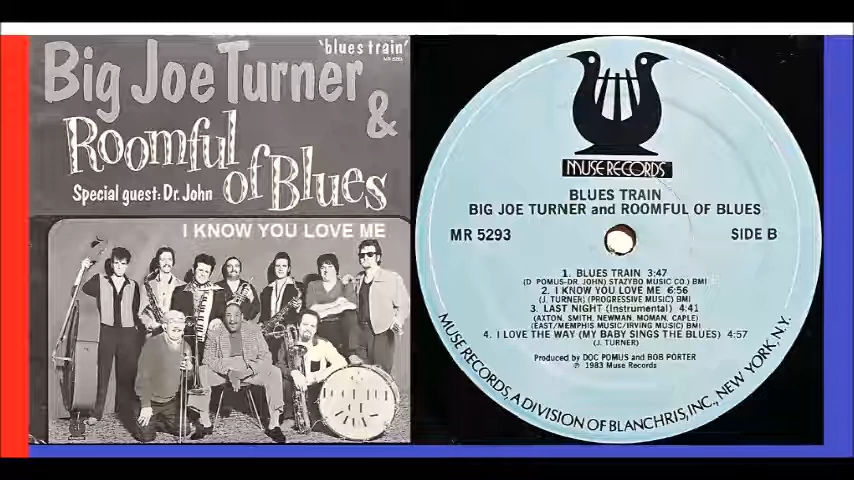 'blues train'
MR 5293
Big Joe Turner
&
Roomful
of Blues
Special guest: Dr. John
I KNOW YOU LOVE ME
MUSE RECORDS
BLUES TRAIN
BIG JOE TURNER and ROOMFUL OF BLUES
MR 5293
SIDE B
1. BLUES TRAIN 3:47
(D. POMUS-DR. JOHN) STAZYBO MUSIC CO.) BMI
2. I KNOW YOU LOVE ME 6:56
(J. TURNER) (PROGRESSIVE MUSIC) BMI
3. LAST NIGHT (Instrumental) 4:41
(AXTON, SMITH, NEWMAN, MOMAN, CAPLE)
(EAST/MEMPHIS MUSIC/IRVING MUSIC) BMI
4. I LOVE THE WAY (MY BABY SINGS THE BLUES) 4:57
(J. TURNER)
Produced by DOC POMUS and BOB PORTER
℗ 1983 Muse Records
MUSE RECORDS, A DIVISION OF BLANCHRIS, INC., NEW YORK, N.Y.